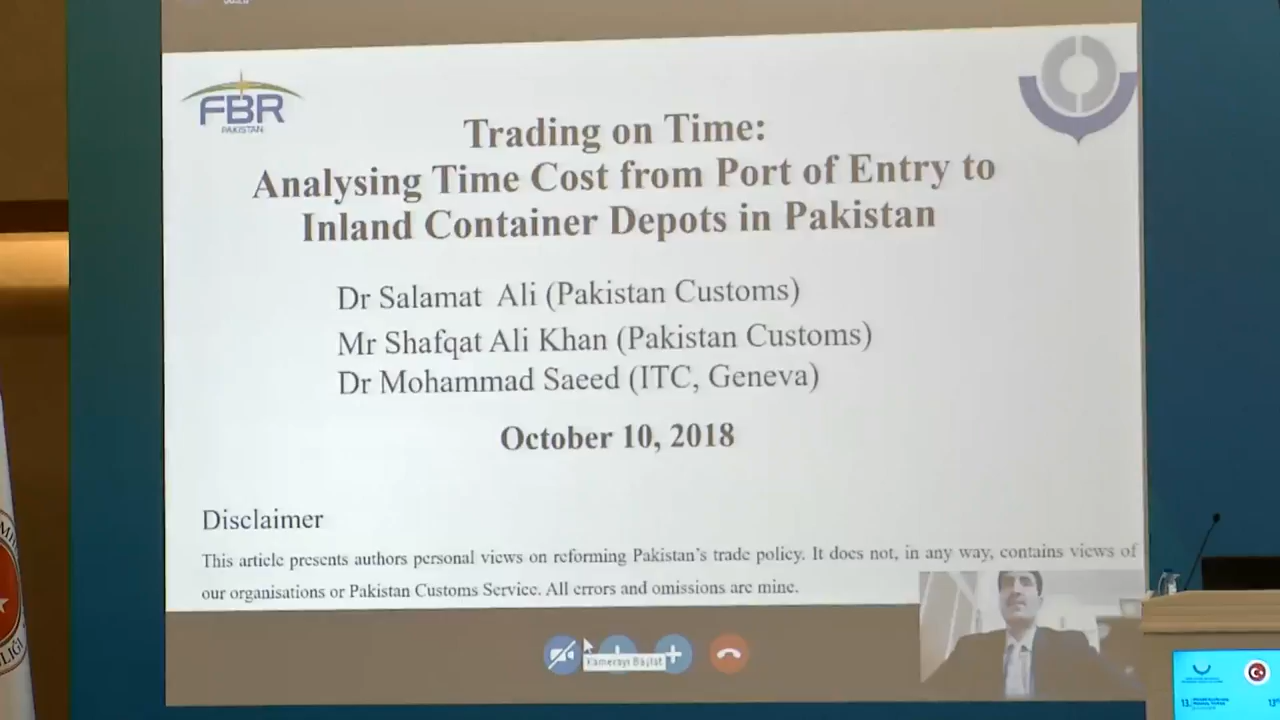 FBR
PAKISTAN
Trading on Time:
Analysing Time Cost from Port of Entry to
Inland Container Depots in Pakistan
Dr Salamat Ali (Pakistan Customs)
Mr Shafqat Ali Khan (Pakistan Customs)
Dr Mohammad Saeed (ITC, Geneva)
October 10, 2018
Disclaimer
This article presents authors personal views on reforming Pakistan's trade policy. It does not, in any way, contains views of
our organisations or Pakistan Customs Service. All errors and omissions are mine.
Kamerayı Başlat